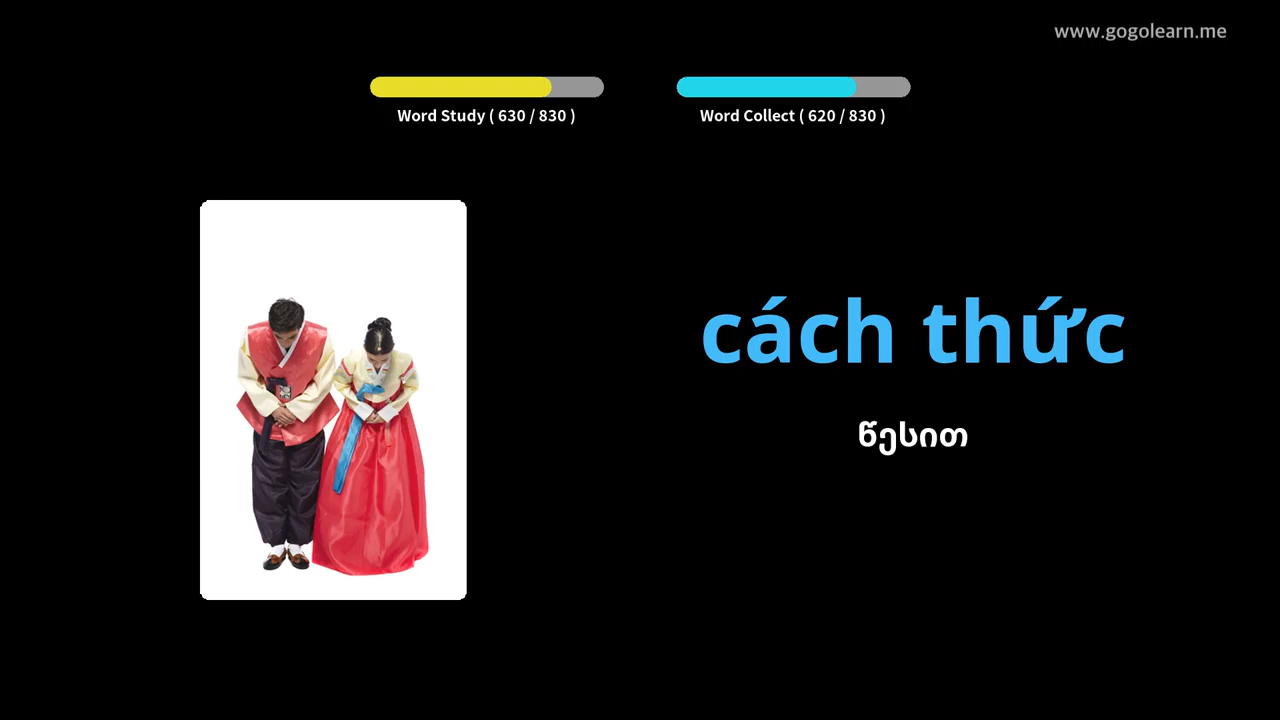 www.gogolearn.me
Word Study ( 630 / 830 )
Word Collect ( 620 / 830 )
cách thức
წესით